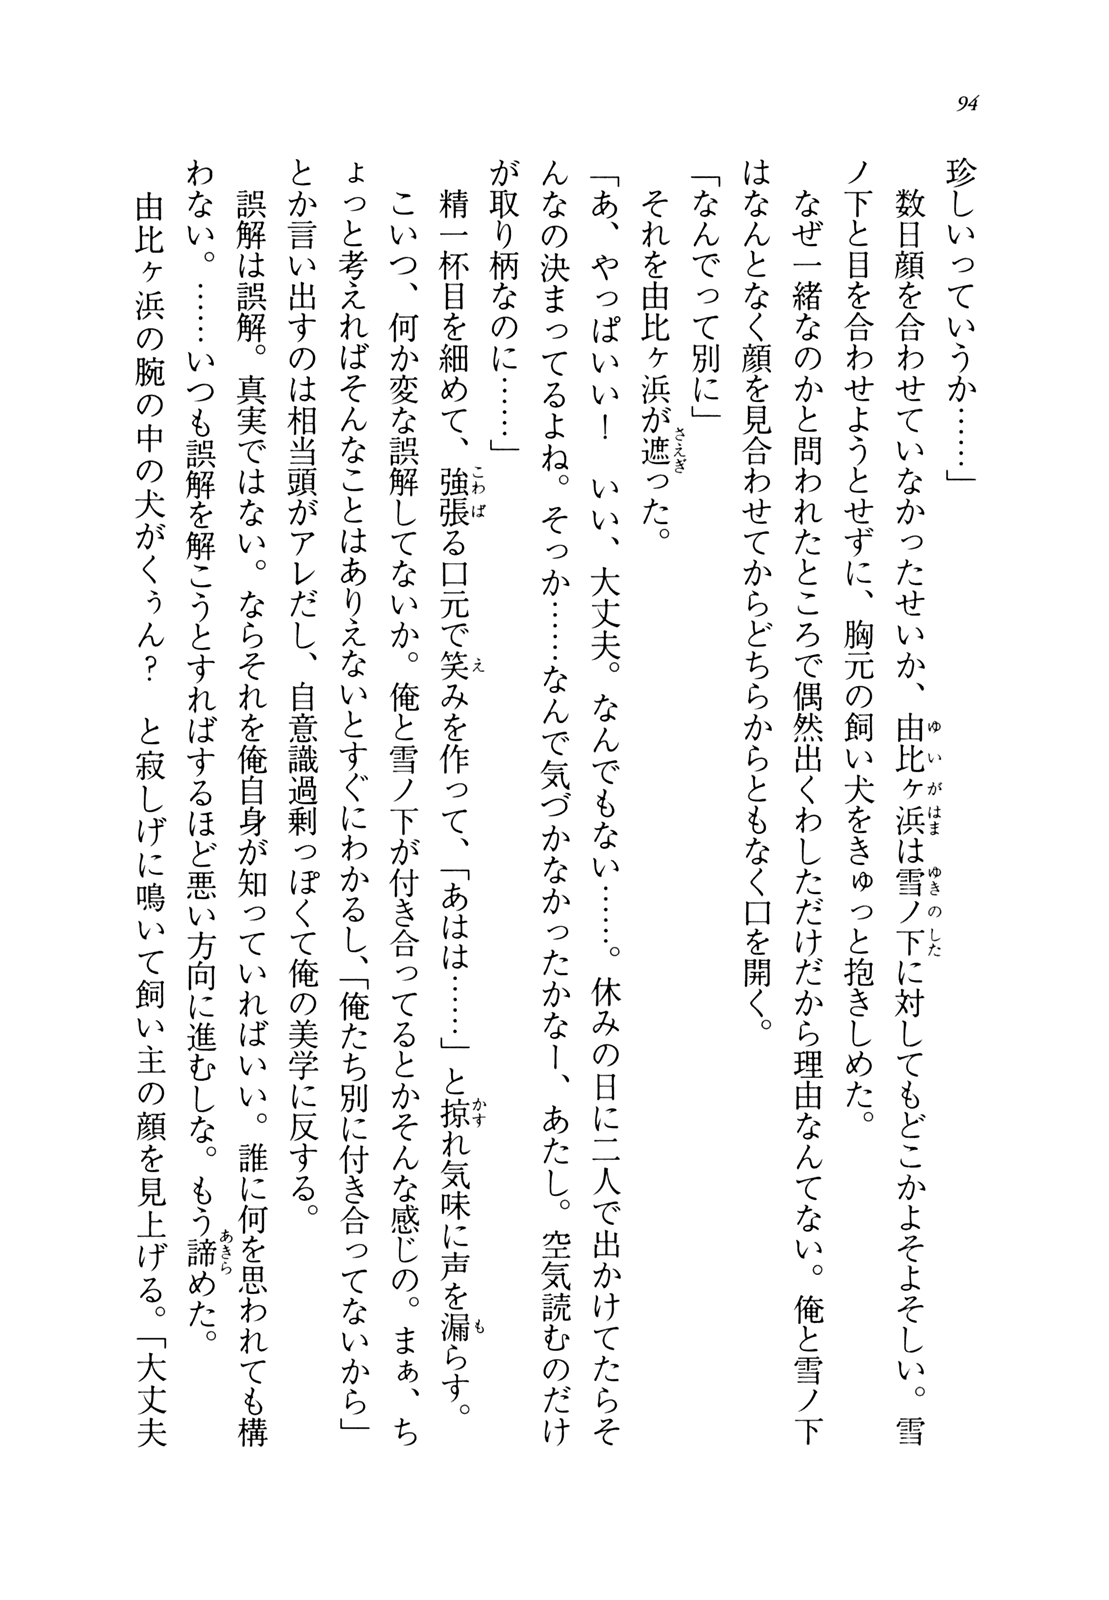 94
珍しいっていうか……」
　数日顔を合わせていなかったせいか、由比ヶ浜は雪ノ下に対してもどこかよそよそしい。雪
ノ下と目を合わせようとせずに、胸元の飼い犬をきゅっと抱きしめた。
　なぜ一緒なのかと問われたところで偶然出くわしただけだから理由なんてない。俺と雪ノ下
はなんとなく顔を見合わせてからどちらからともなく口を開く。
「なんでって別に」
　それを由比ヶ浜が遮った。
「あ、やっぱいい！　いい、大丈夫。なんでもない……。休みの日に二人で出かけてたらそ
んなの決まってるよね。そっか……なんで気づかなかったかなー、あたし。空気読むのだけ
が取り柄なのに……」
　精一杯目を細めて、強張る口元で笑みを作って、「あはは……」と掠れ気味に声を漏らす。
　こいつ、何か変な誤解してないか。俺と雪ノ下が付き合ってるとかそんな感じの。まぁ、ち
ょっと考えればそんなことはありえないとすぐにわかるし、「俺たち別に付き合ってないから」
とか言い出すのは相当頭がアレだし、自意識過剰っぽくて俺の美学に反する。
　誤解は誤解。真実ではない。ならそれを俺自身が知っていればいい。誰に何を思われても構
わない。……いつも誤解を解こうとすればするほど悪い方向に進むしな。もう諦めた。
　由比ヶ浜の腕の中の犬がくぅん？　と寂しげに鳴いて飼い主の顔を見上げる。「大丈夫